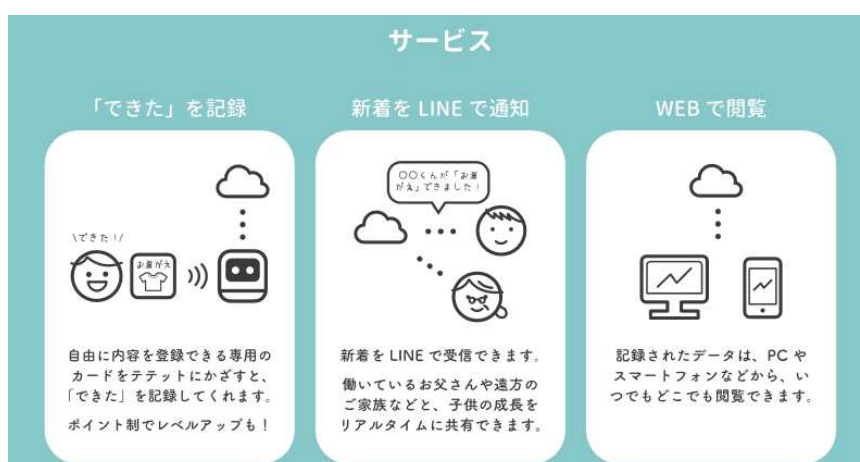 サービス
「できた」を記録
\できた!/
お着がえ
自由に内容を登録できる専用の
カードをテテットにかざすと、
「できた」を記録してくれます。
ポイント制でレベルアップも!
新着を LINE で通知
〇〇くんが「お着
がえ」できました!
新着を LINE で受信できます。
働いているお父さんや遠方の
ご家族などと、子供の成長を
リアルタイムに共有できます。
WEB で閲覧
記録されたデータは、PC や
スマートフォンなどから、い
つでもどこでも閲覧できます。